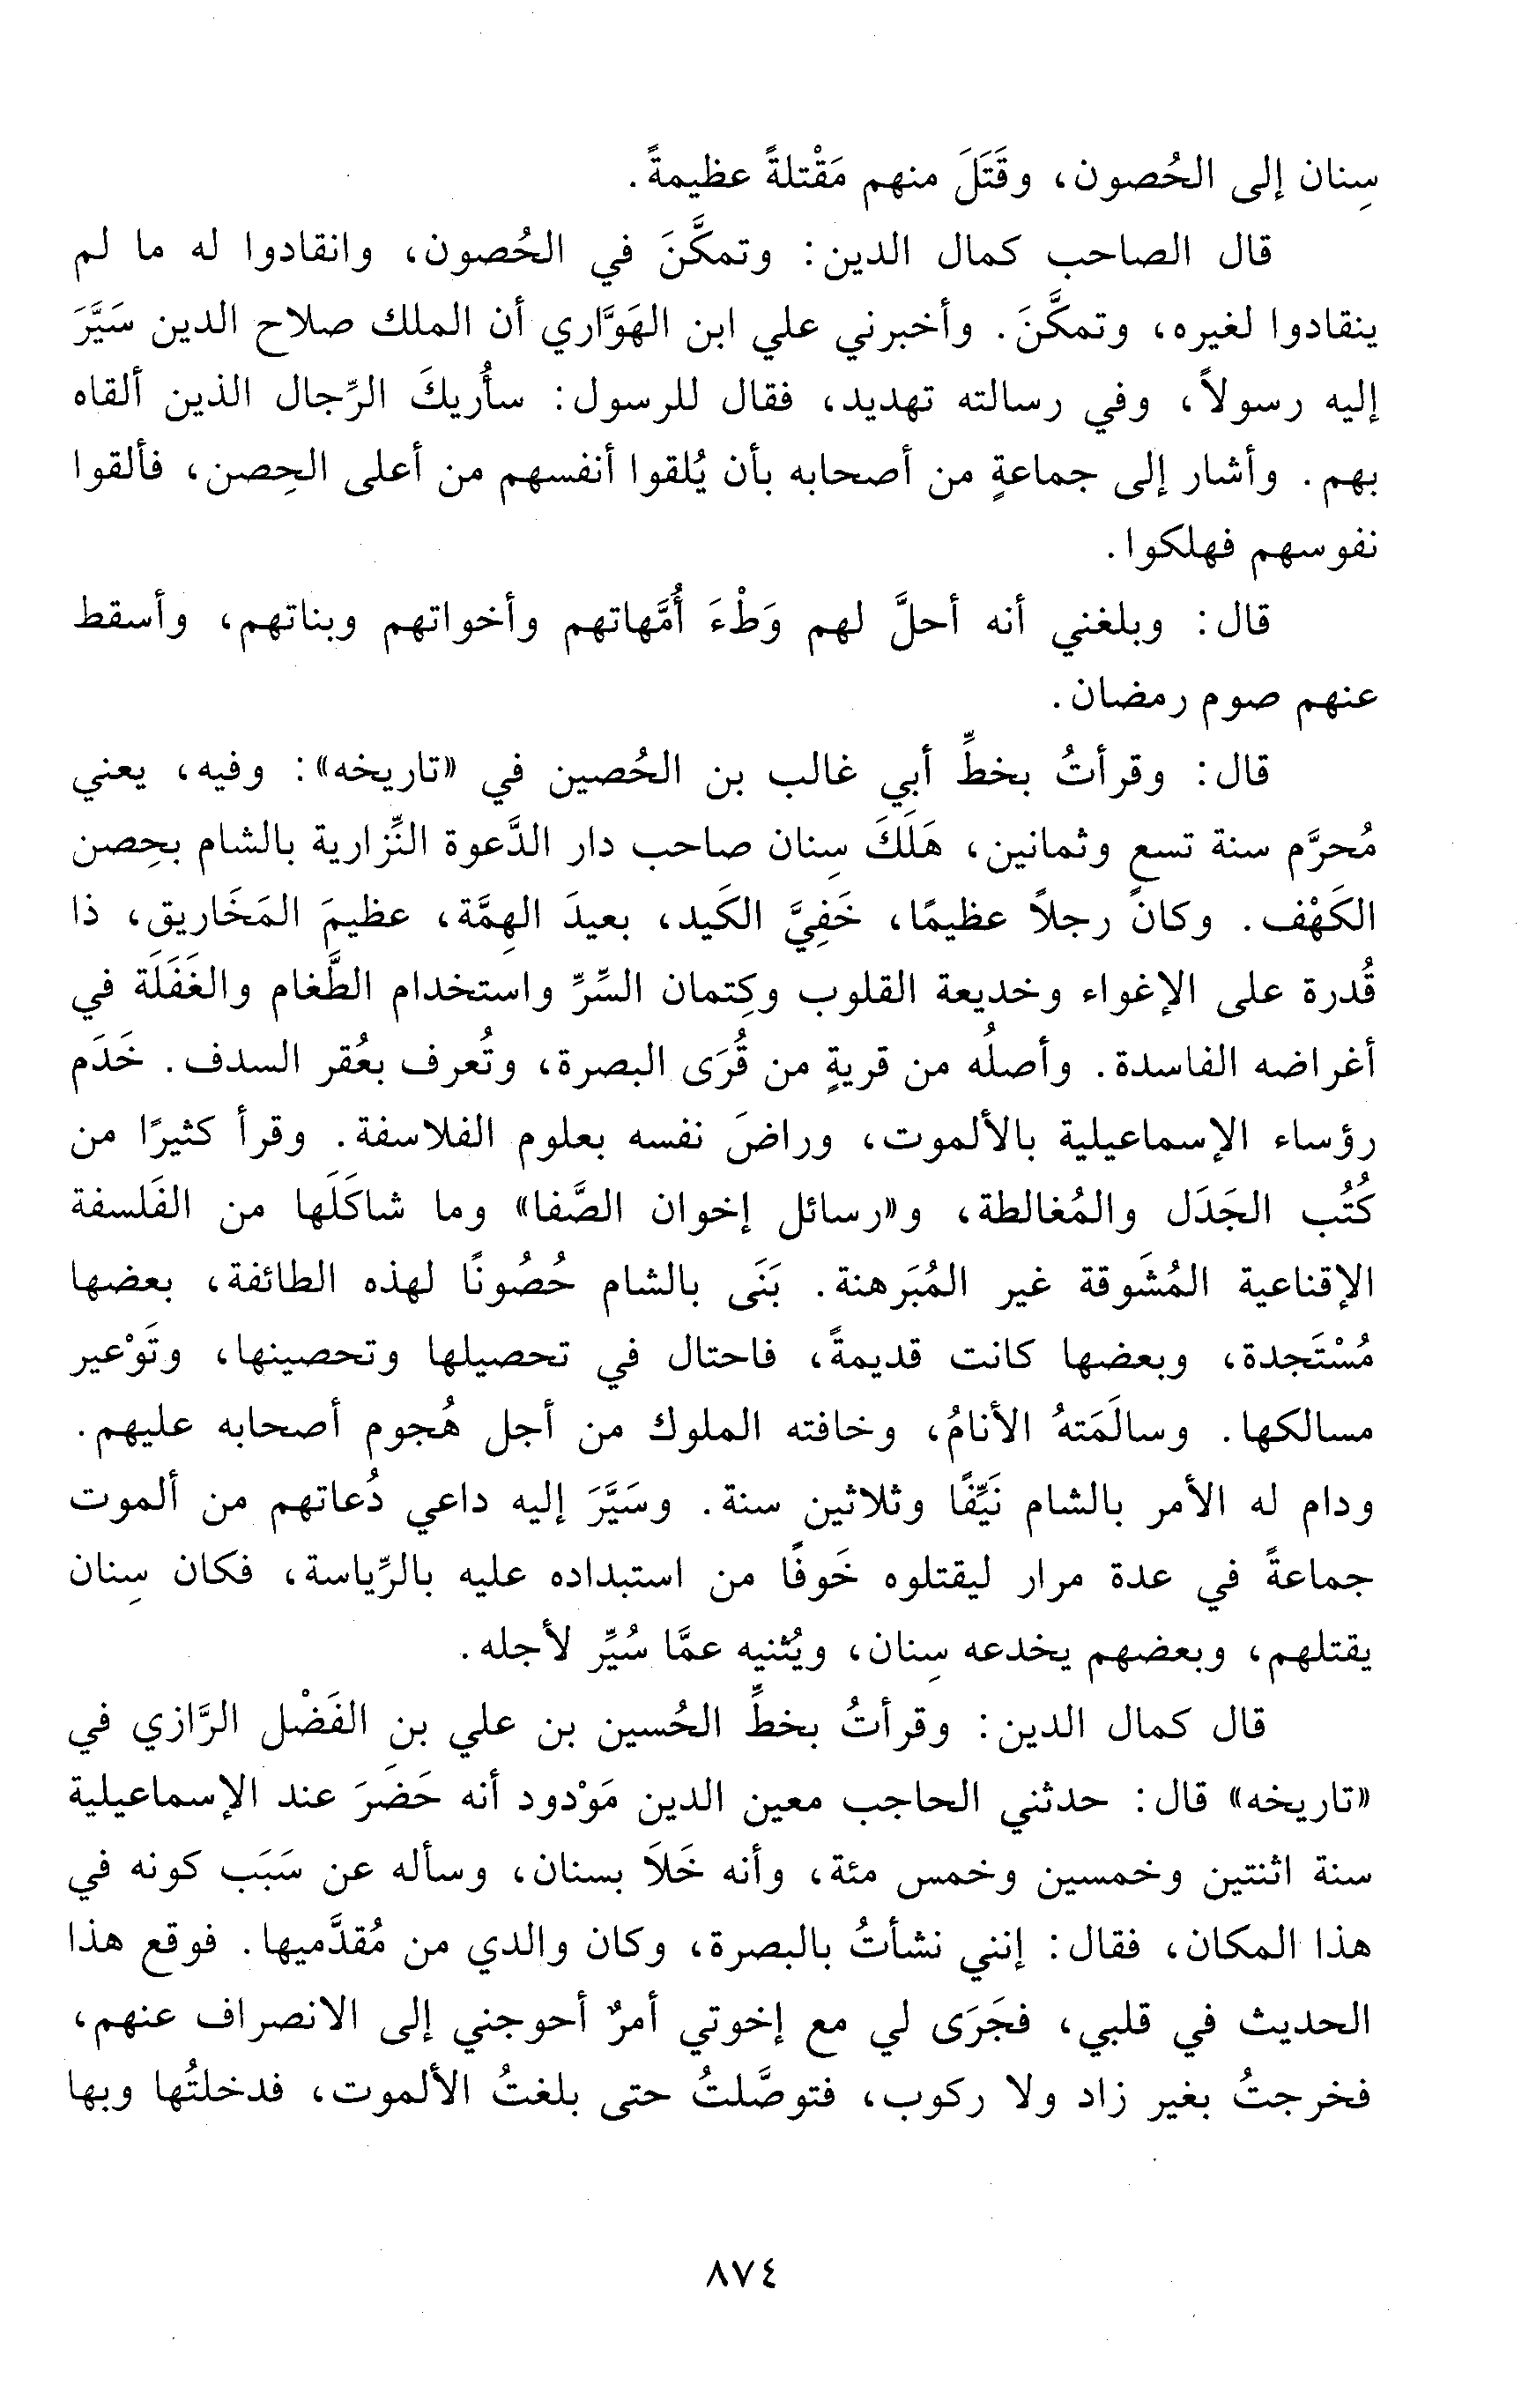 سِنان إلى الحُصون، وقَتَلَ منهم مَقْتلةً عظيمةً.
قال الصاحب كمال الدين: وتمكَّنَ في الحُصون، وانقادوا له ما لم
ينقادوا لغيره، وتمكَّنَ. وأخبرني علي ابن الهَوَّاري أن الملك صلاح الدين سَيَّرَ
إليه رسولاً، وفي رسالته تهديد، فقال للرسول: سأُريكَ الرِّجال الذين ألقاه
بهم. وأشار إلى جماعةٍ من أصحابه بأن يُلقوا أنفسهم من أعلى الحِصن، فألقوا
نفوسهم فهلكوا.
قال: وبلغني أنه أحلَّ لهم وَطْءَ أُمَّهاتهم وأخواتهم وبناتهم، وأسقط
عنهم صوم رمضان.
قال: وقرأتُ بخطِّ أبي غالب بن الحُصين في «تاريخه»: وفيه، يعني
مُحرَّم سنة تسع وثمانين، هَلَكَ سِنان صاحب دار الدَّعوة النِّزارية بالشام بحِصن
الكَهْف. وكان رجلاً عظيمًا، خَفِيَّ الكَيد، بعيدَ الهِمَّة، عظيمَ المَخَاريق، ذا
قُدرة على الإغواء وخديعة القلوب وكِتمان السِّرِّ واستخدام الطَّغام والغَفَلَة في
أغراضه الفاسدة. وأصلُه من قريةٍ من قُرَى البصرة، وتُعرف بعُقر السدف. خَدَم
رؤساء الإسماعيلية بالألموت، وراضَ نفسه بعلوم الفلاسفة. وقرأ كثيرًا من
كُتُب الجَدَل والمُغالطة، و«رسائل إخوان الصَّفا» وما شاكَلَها من الفَلسفة
الإقناعية المُشَوقة غير المُبَرهنة. بَنَى بالشام حُصُونًا لهذه الطائفة، بعضها
مُسْتَجدة، وبعضها كانت قديمةً، فاحتال في تحصيلها وتحصينها، وتَوْعير
مسالكها. وسالَمَتهُ الأنامُ، وخافته الملوك من أجل هُجوم أصحابه عليهم.
ودام له الأمر بالشام نَيِّفًا وثلاثين سنة. وسَيَّرَ إليه داعي دُعاتهم من ألموت
جماعةً في عدة مرار ليقتلوه خَوفًا من استبداده عليه بالرِّياسة، فكان سِنان
يقتلهم، وبعضهم يخدعه سِنان، ويُثنيه عمَّا سُيِّر لأجله.
قال كمال الدين: وقرأتُ بخطِّ الحُسين بن علي بن الفَضْل الرَّازي في
«تاريخه» قال: حدثني الحاجب معين الدين مَوْدود أنه حَضَرَ عند الإسماعيلية
سنة اثنتين وخمسين وخمس مئة، وأنه خَلاَ بسنان، وسأله عن سَبَب كونه في
هذا المكان، فقال: إنني نشأتُ بالبصرة، وكان والدي من مُقدَّميها. فوقع هذا
الحديث في قلبي، فجَرَى لي مع إخوتي أمرٌ أحوجني إلى الانصراف عنهم،
فخرجتُ بغير زاد ولا ركوب، فتوصَّلتُ حتى بلغتُ الألموت، فدخلتُها وبها
٨٧٤